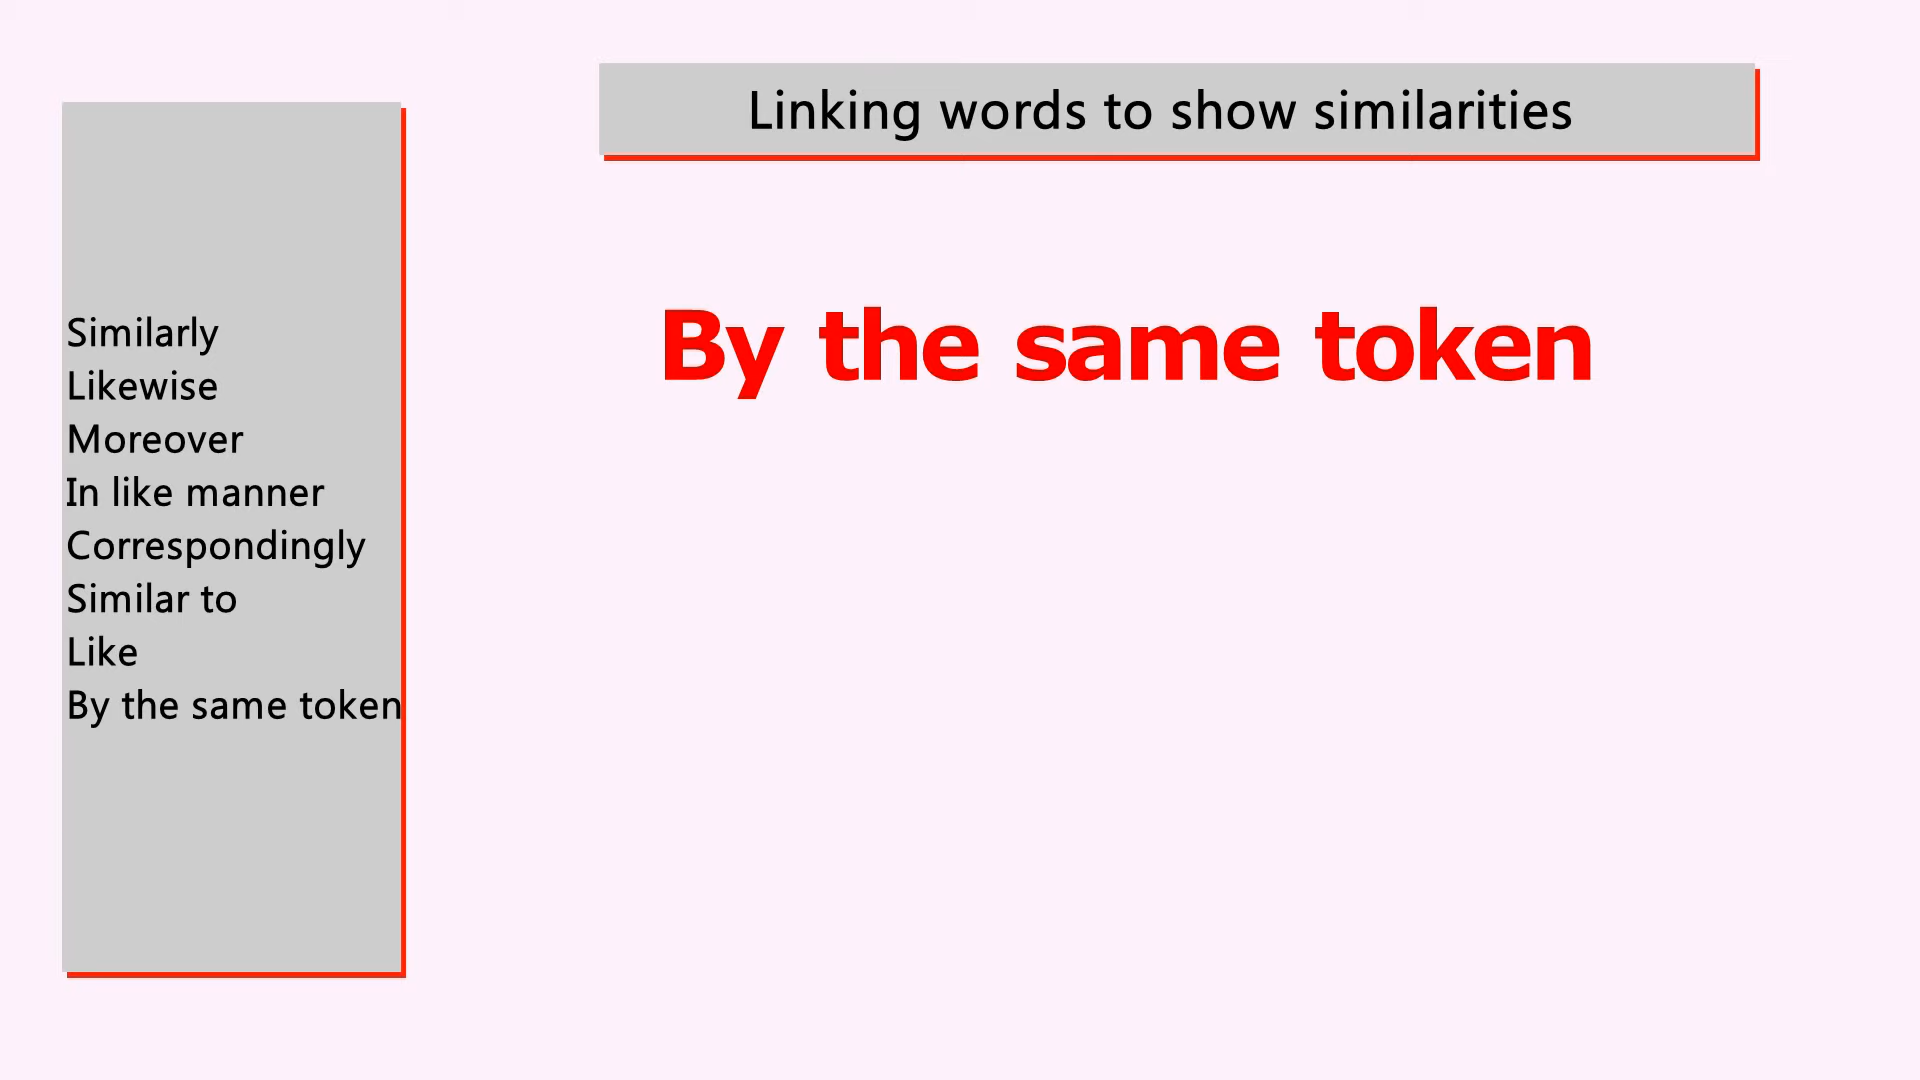 Linking words to show similarities
By the same token
Similarly
Likewise
Moreover
In like manner
Correspondingly
Similar to
Like
By the same token